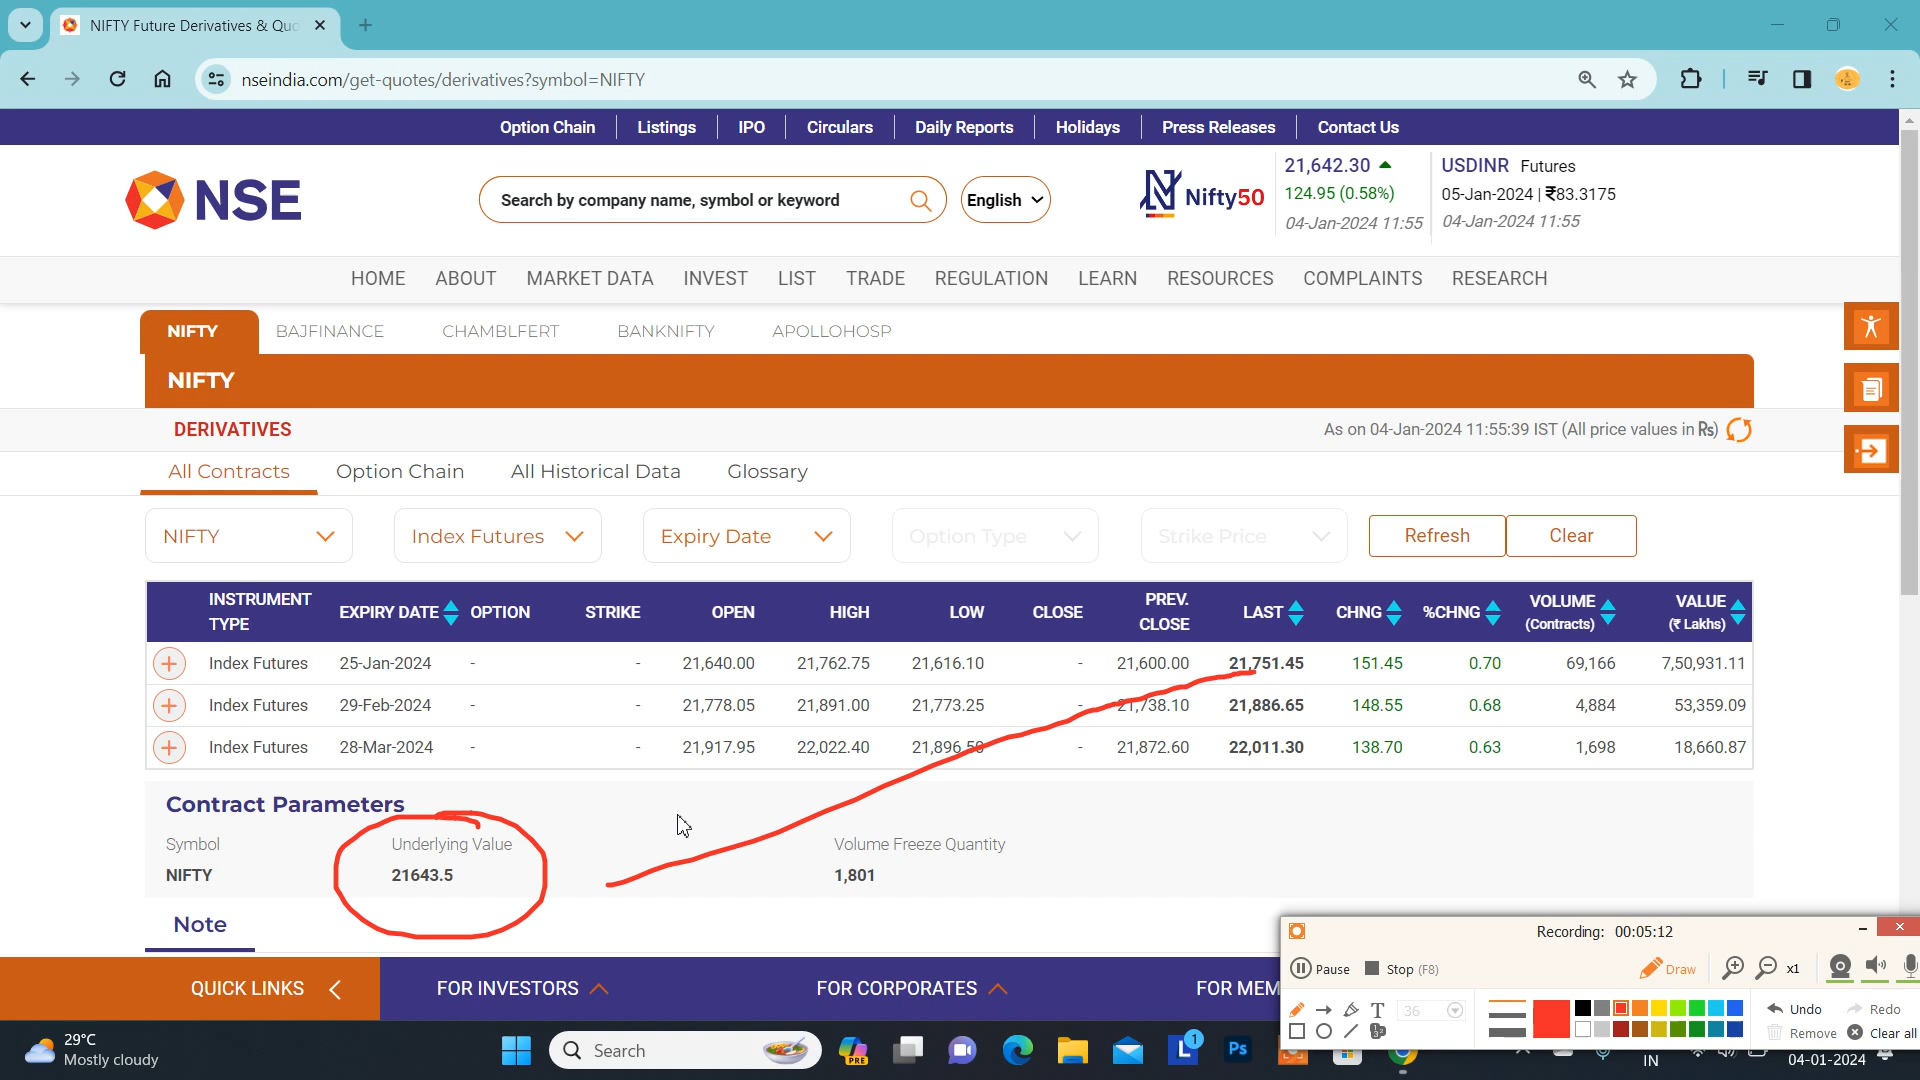 NIFTY Future Derivatives & Quo
nseindia.com/get-quotes/derivatives?symbol=NIFTY
Option Chain Listings IPO Circulars Daily Reports Holidays Press Releases Contact Us
NSE
Search by company name, symbol or keyword
English
Nifty50
21,642.30
124.95 (0.58%)
04-Jan-2024 11:55
USDINR Futures
05-Jan-2024 | ₹83.3175
04-Jan-2024 11:55
HOME ABOUT MARKET DATA INVEST LIST TRADE REGULATION LEARN RESOURCES COMPLAINTS RESEARCH
NIFTY BAJFINANCE CHAMBLFERT BANKNIFTY APOLLOHOSP
NIFTY
DERIVATIVES
As on 04-Jan-2024 11:55:39 IST (All price values in Rs)
All Contracts Option Chain All Historical Data Glossary
NIFTY Index Futures Expiry Date Option Type Strike Price Refresh Clear
INSTRUMENT TYPE EXPIRY DATE OPTION STRIKE OPEN HIGH LOW CLOSE PREV. CLOSE LAST CHNG %CHNG VOLUME (Contracts) VALUE (₹ Lakhs)
Index Futures 25-Jan-2024 - - 21,640.00 21,762.75 21,616.10 - 21,600.00 21,751.45 151.45 0.70 69,166 7,50,931.11
Index Futures 29-Feb-2024 - - 21,778.05 21,891.00 21,773.25 - 21,738.10 21,886.65 148.55 0.68 4,884 53,359.09
Index Futures 28-Mar-2024 - - 21,917.95 22,022.40 21,896.50 - 21,872.60 22,011.30 138.70 0.63 1,698 18,660.87
Contract Parameters
Symbol Underlying Value Volume Freeze Quantity
NIFTY 21643.5 1,801
Note
QUICK LINKS FOR INVESTORS FOR CORPORATES FOR MEM
Recording: 00:05:12
Pause Stop (F8) Draw x1
T 36 Undo Redo
Remove Clear all
29°C
Mostly cloudy
Search
PRE
L 1
Ps
IN
04-01-2024